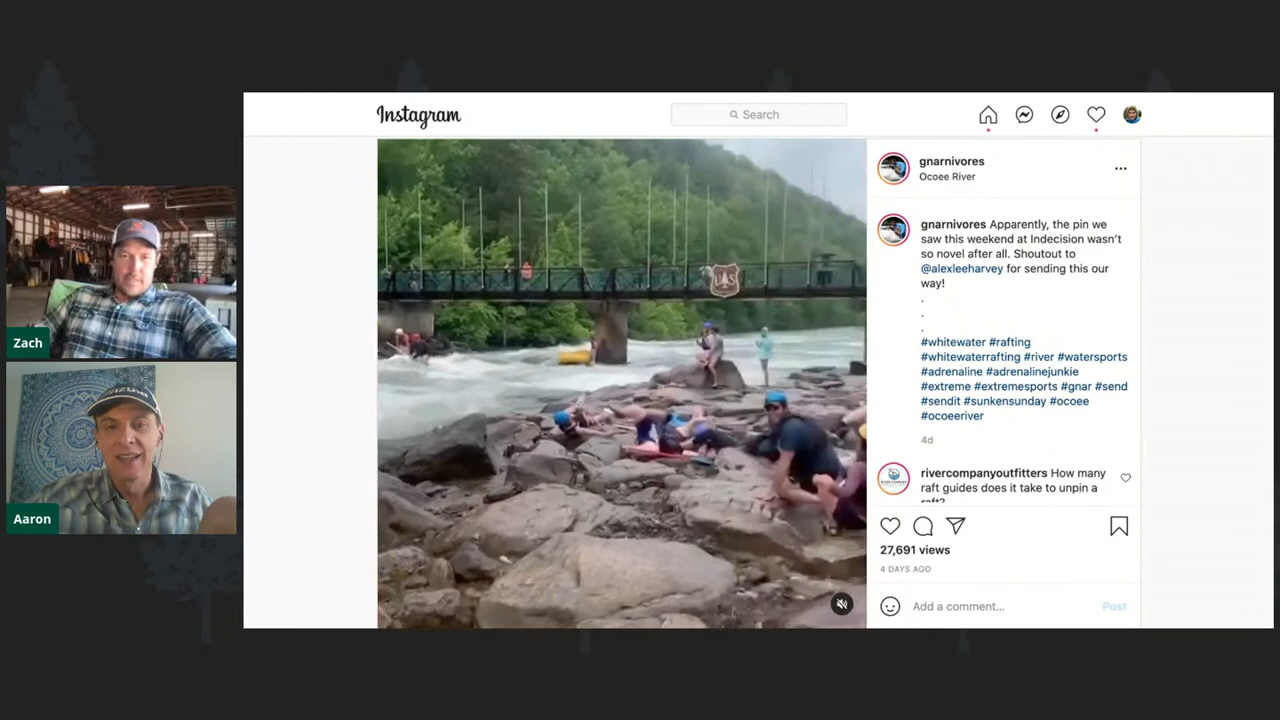 Instagram
Search
gnarnivores
Ocoee River
gnarnivores Apparently, the pin we
saw this weekend at Indecision wasn't
so novel after all. Shoutout to
@alexleeharvey for sending this our
way!
.
.
.
#whitewater #rafting
#whitewaterrafting #river #watersports
#adrenaline #adrenalinejunkie
#extreme #extremesports #gnar #send
#sendit #sunkensunday #ocoee
#ocoeeriver
4d
rivercompanyoutfitters How many
raft guides does it take to unpin a
raft?
27,691 views
4 DAYS AGO
Add a comment...
Post
Zach
Aaron
U S